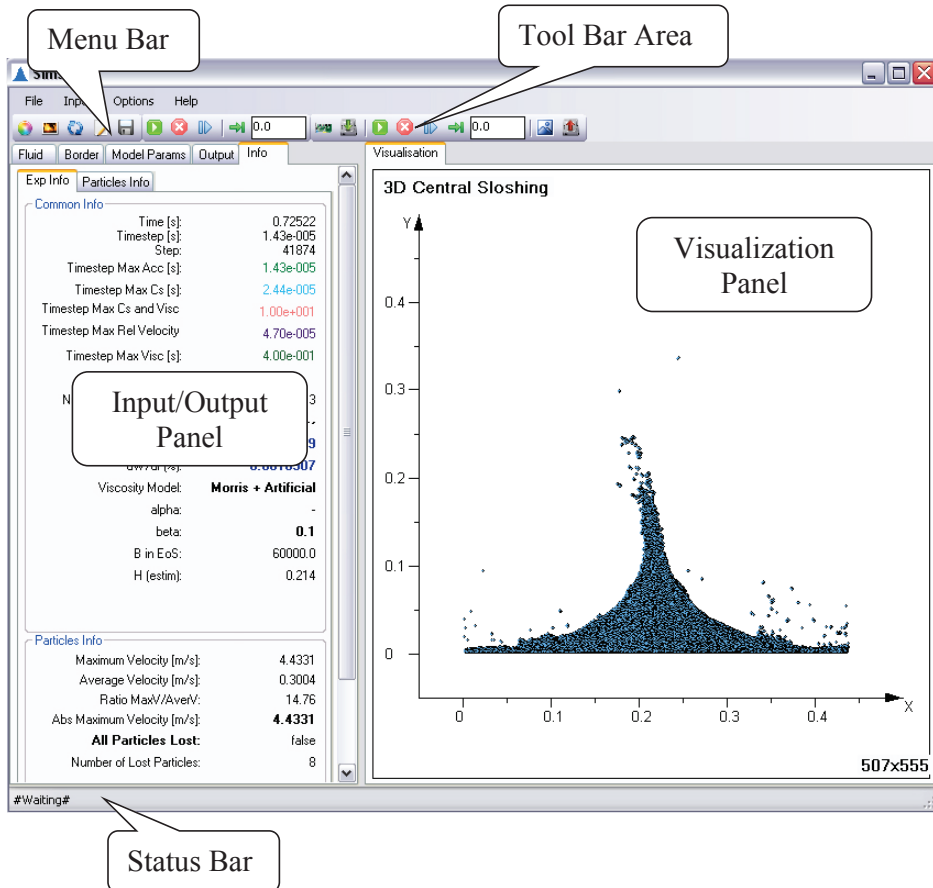 Menu Bar
Tool Bar Area
File Options Help
0.0 0.0
Fluid Border Model Params Output Info
Visualisation
Exp Info Particles Info
Common Info
Time [s]: 0.72522
Timestep [s]: 1.43e-005
Step: 41874
Timestep Max Acc [s]: 1.43e-005
Timestep Max Cs [s]: 2.44e-005
Timestep Max Cs and Visc 1.00e+001
Timestep Max Rel Velocity 4.70e-005
Timestep Max Visc [s]: 4.00e-001
Input/Output
Panel
Viscosity Model: Morris + Artificial
alpha: -
beta: 0.1
B in EoS: 60000.0
H (estim): 0.214
Particles Info
Maximum Velocity [m/s]: 4.4331
Average Velocity [m/s]: 0.3004
Ratio MaxV/AverV: 14.76
Abs Maximum Velocity [m/s]: 4.4331
All Particles Lost: false
Number of Lost Particles: 8
3D Central Sloshing
Y
Visualization
Panel
0.4
0.3
0.2
0.1
0
0 0.1 0.2 0.3 0.4
X
507x555
#Waiting#
Status Bar